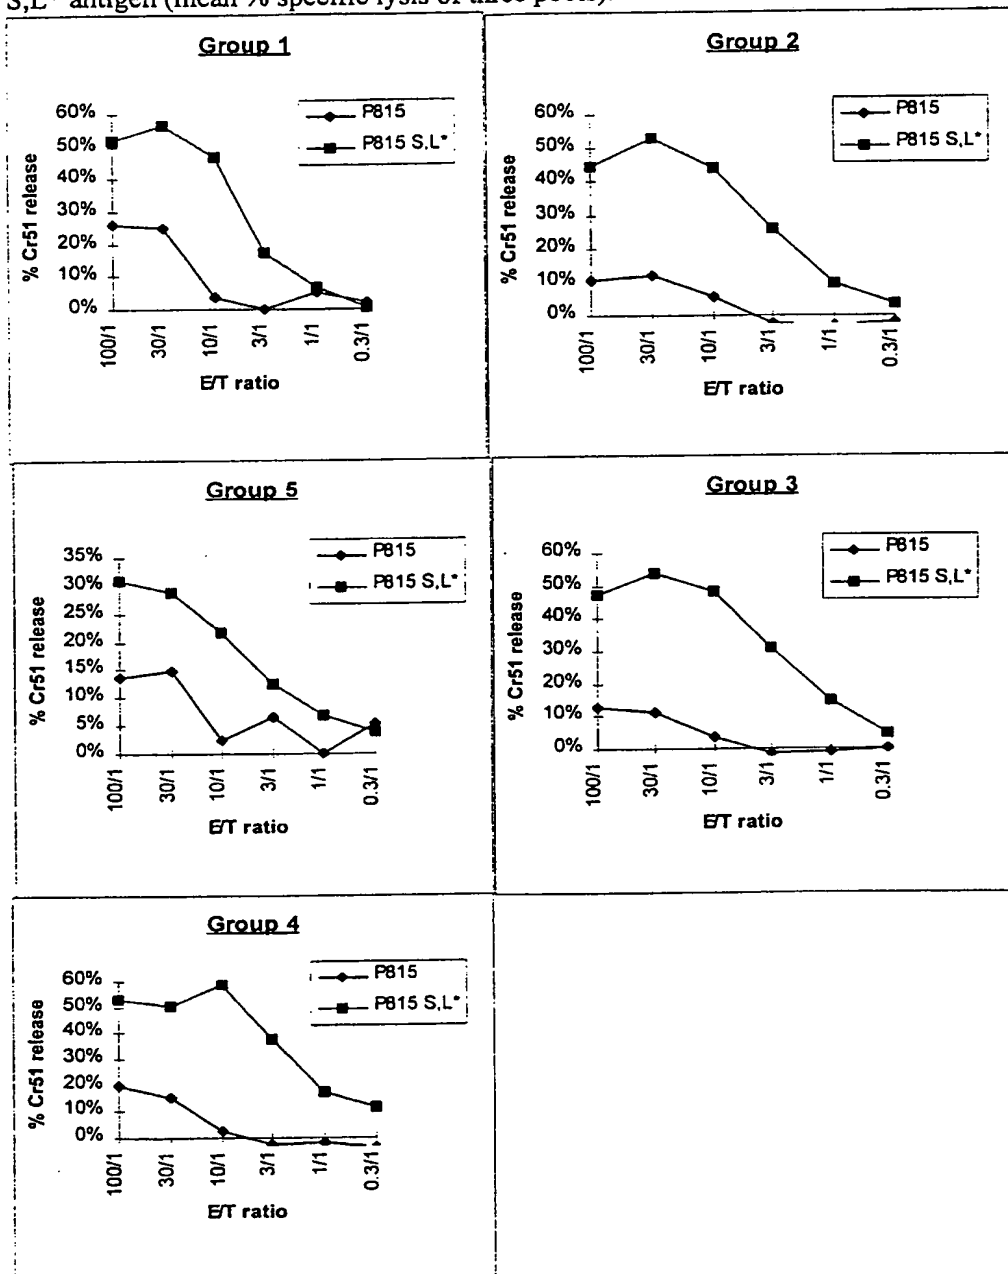 S,L* antigen (mean % specific lysis of three pools).
Group 1
% Cr51 release
60%
50%
40%
30%
20%
10%
0%
P815
P815 S,L*
100/1
30/1
10/1
3/1
1/1
0.3/1
E/T ratio
Group 2
% Cr51 release
60%
50%
40%
30%
20%
10%
0%
P815
P815 S,L*
100/1
30/1
10/1
3/1
1/1
0.3/1
E/T ratio
Group 5
% Cr51 release
35%
30%
25%
20%
15%
10%
5%
0%
P815
P815 S,L*
100/1
30/1
10/1
3/1
1/1
0.3/1
E/T ratio
Group 3
% Cr51 release
60%
50%
40%
30%
20%
10%
0%
P815
P815 S,L*
100/1
30/1
10/1
3/1
1/1
0.3/1
E/T ratio
Group 4
% Cr51 release
60%
50%
40%
30%
20%
10%
0%
P815
P815 S,L*
100/1
30/1
10/1
3/1
1/1
0.3/1
E/T ratio